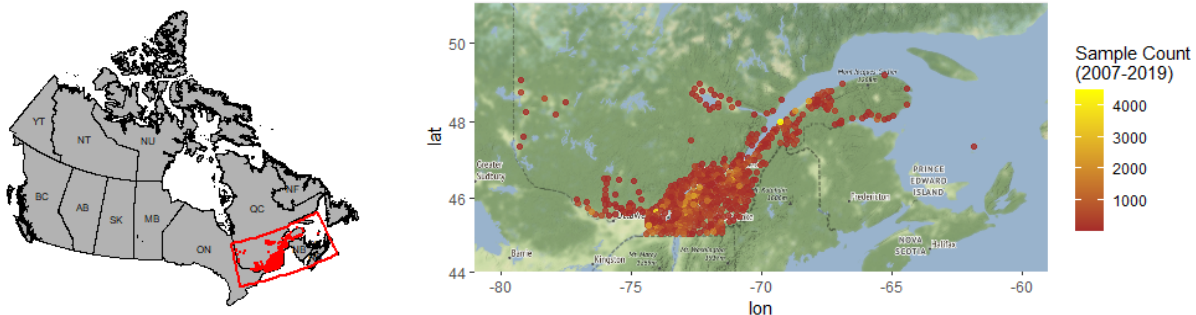 YT
NT
NU
BC
AB
SK
MB
ON
QC
NF
NB
50
48
46
44
lat
-80
-75
-70
-65
-60
lon
Greater
Sudbury
Barrie
Kingston
Mt Washington
Fredericton
PRINCE
EDWARD
ISLAND
NOVA
SCOTIA
Halifax
Sample Count
(2007-2019)
4000
3000
2000
1000